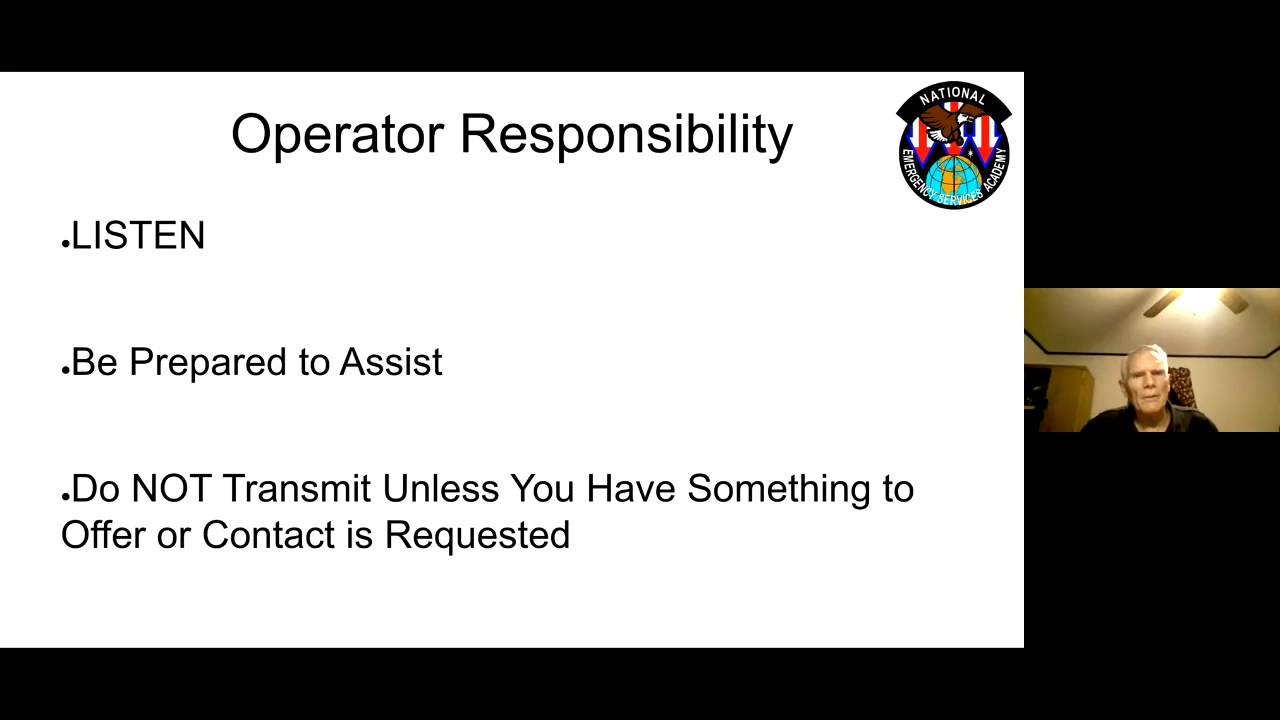 Operator Responsibility
NATIONAL
EMERGENCY SERVICES ACADEMY
.LISTEN
.Be Prepared to Assist
.Do NOT Transmit Unless You Have Something to
Offer or Contact is Requested